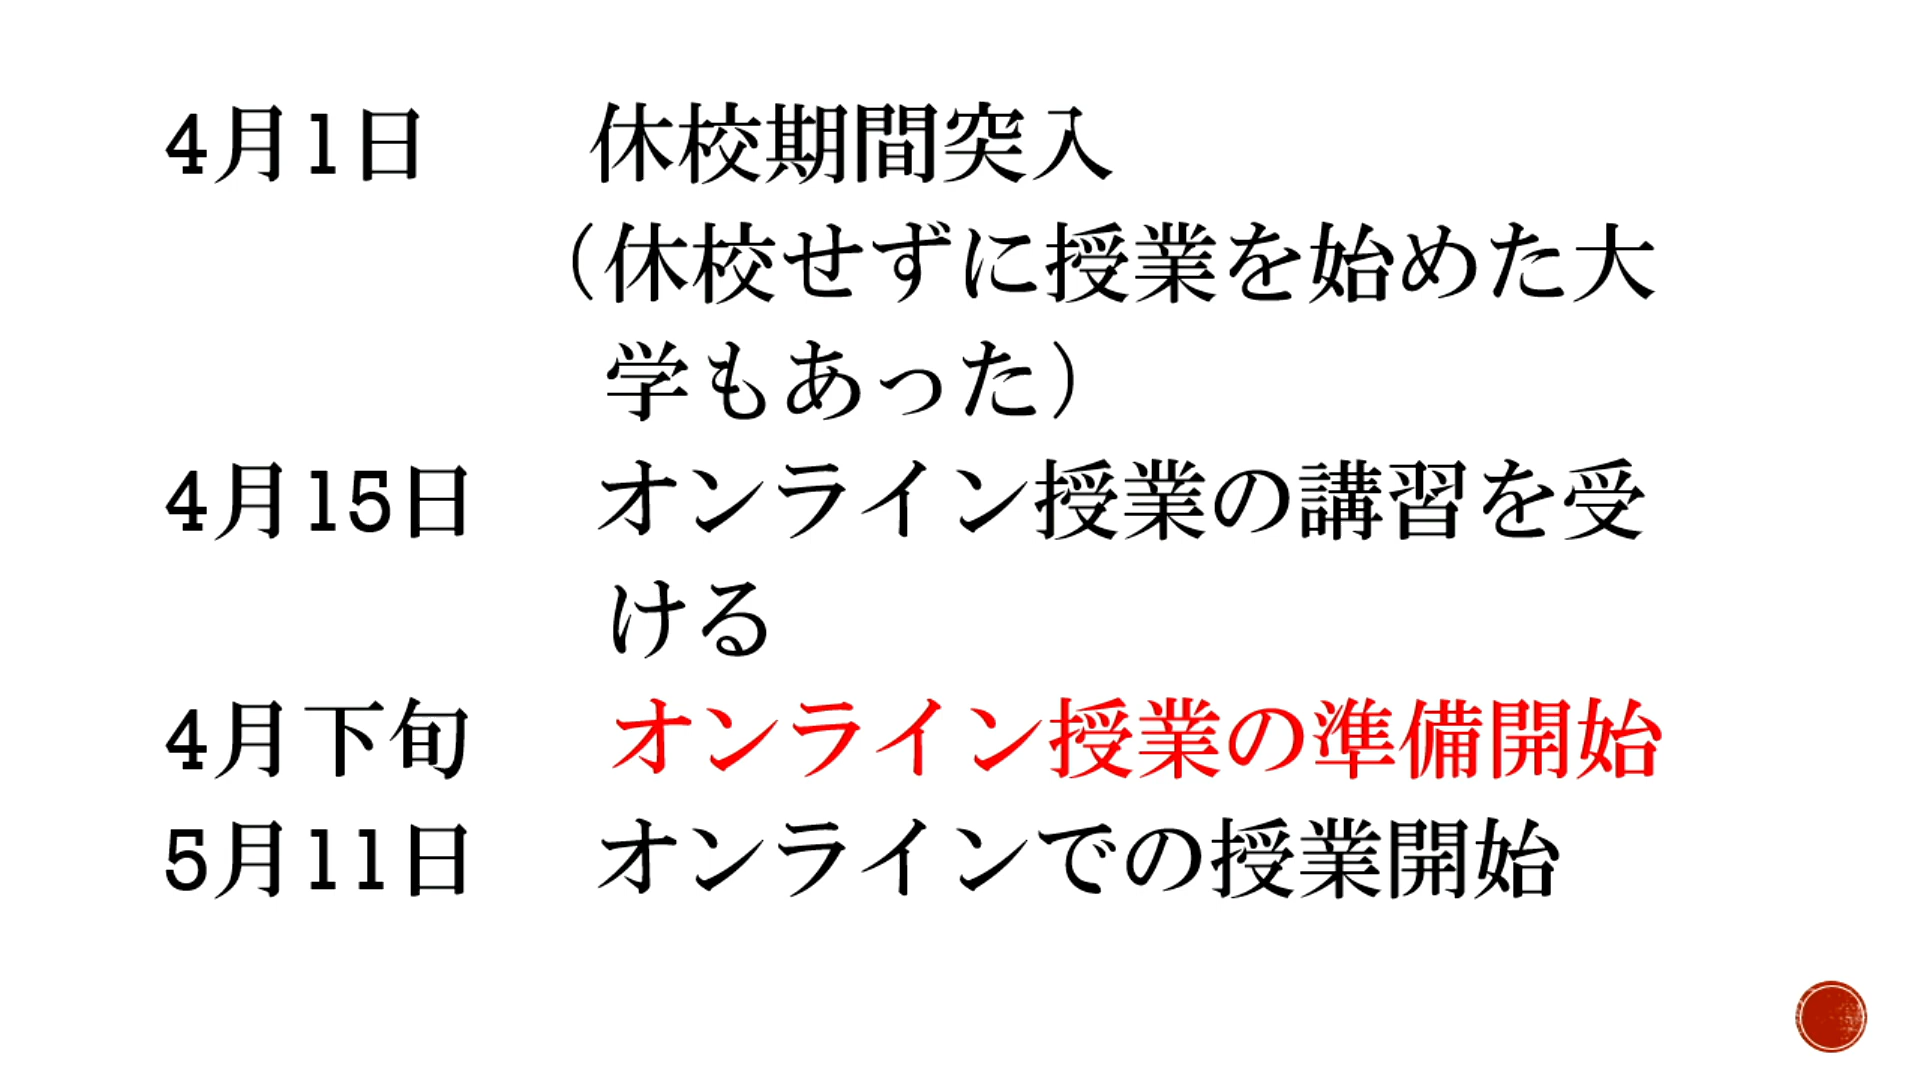 4月1日 休校期間突入
（休校せずに授業を始めた大
学もあった）
4月15日 オンライン授業の講習を受
ける
4月下旬 オンライン授業の準備開始
5月11日 オンラインでの授業開始